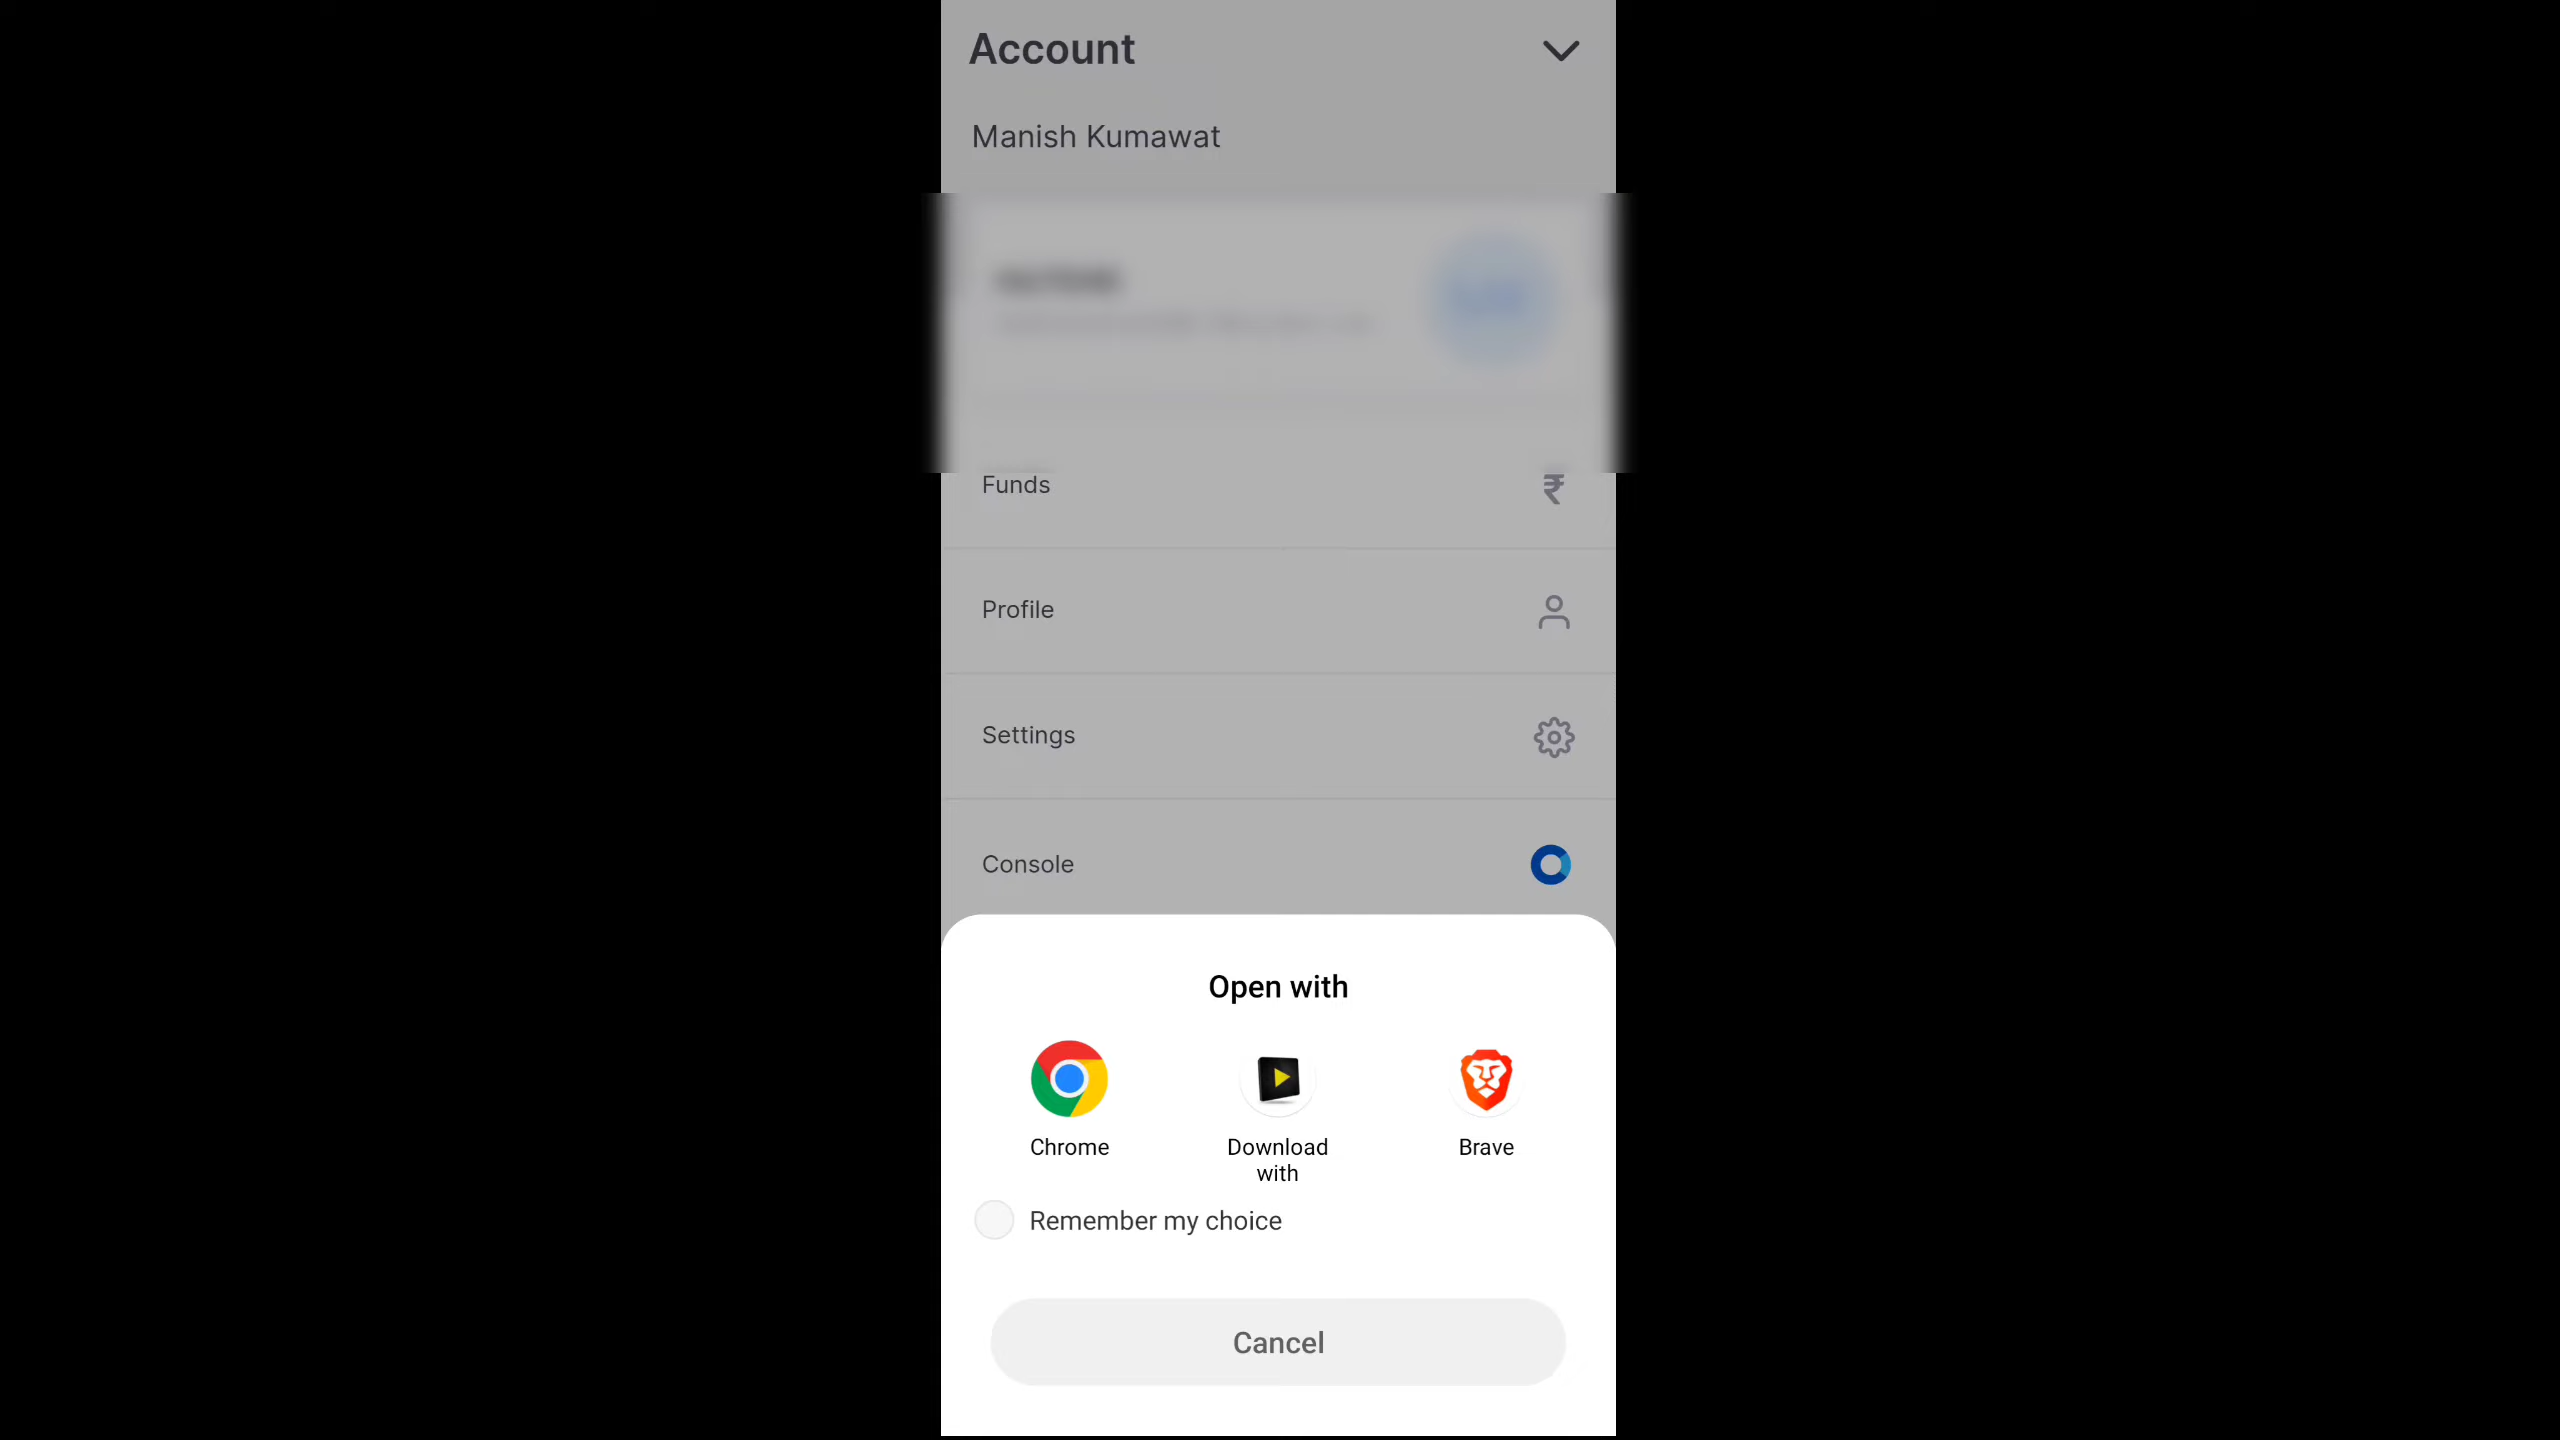 Account
Manish Kumawat
Funds
₹
Profile
Settings
Console
Open with
Chrome
Download
with
Brave
Remember my choice
Cancel